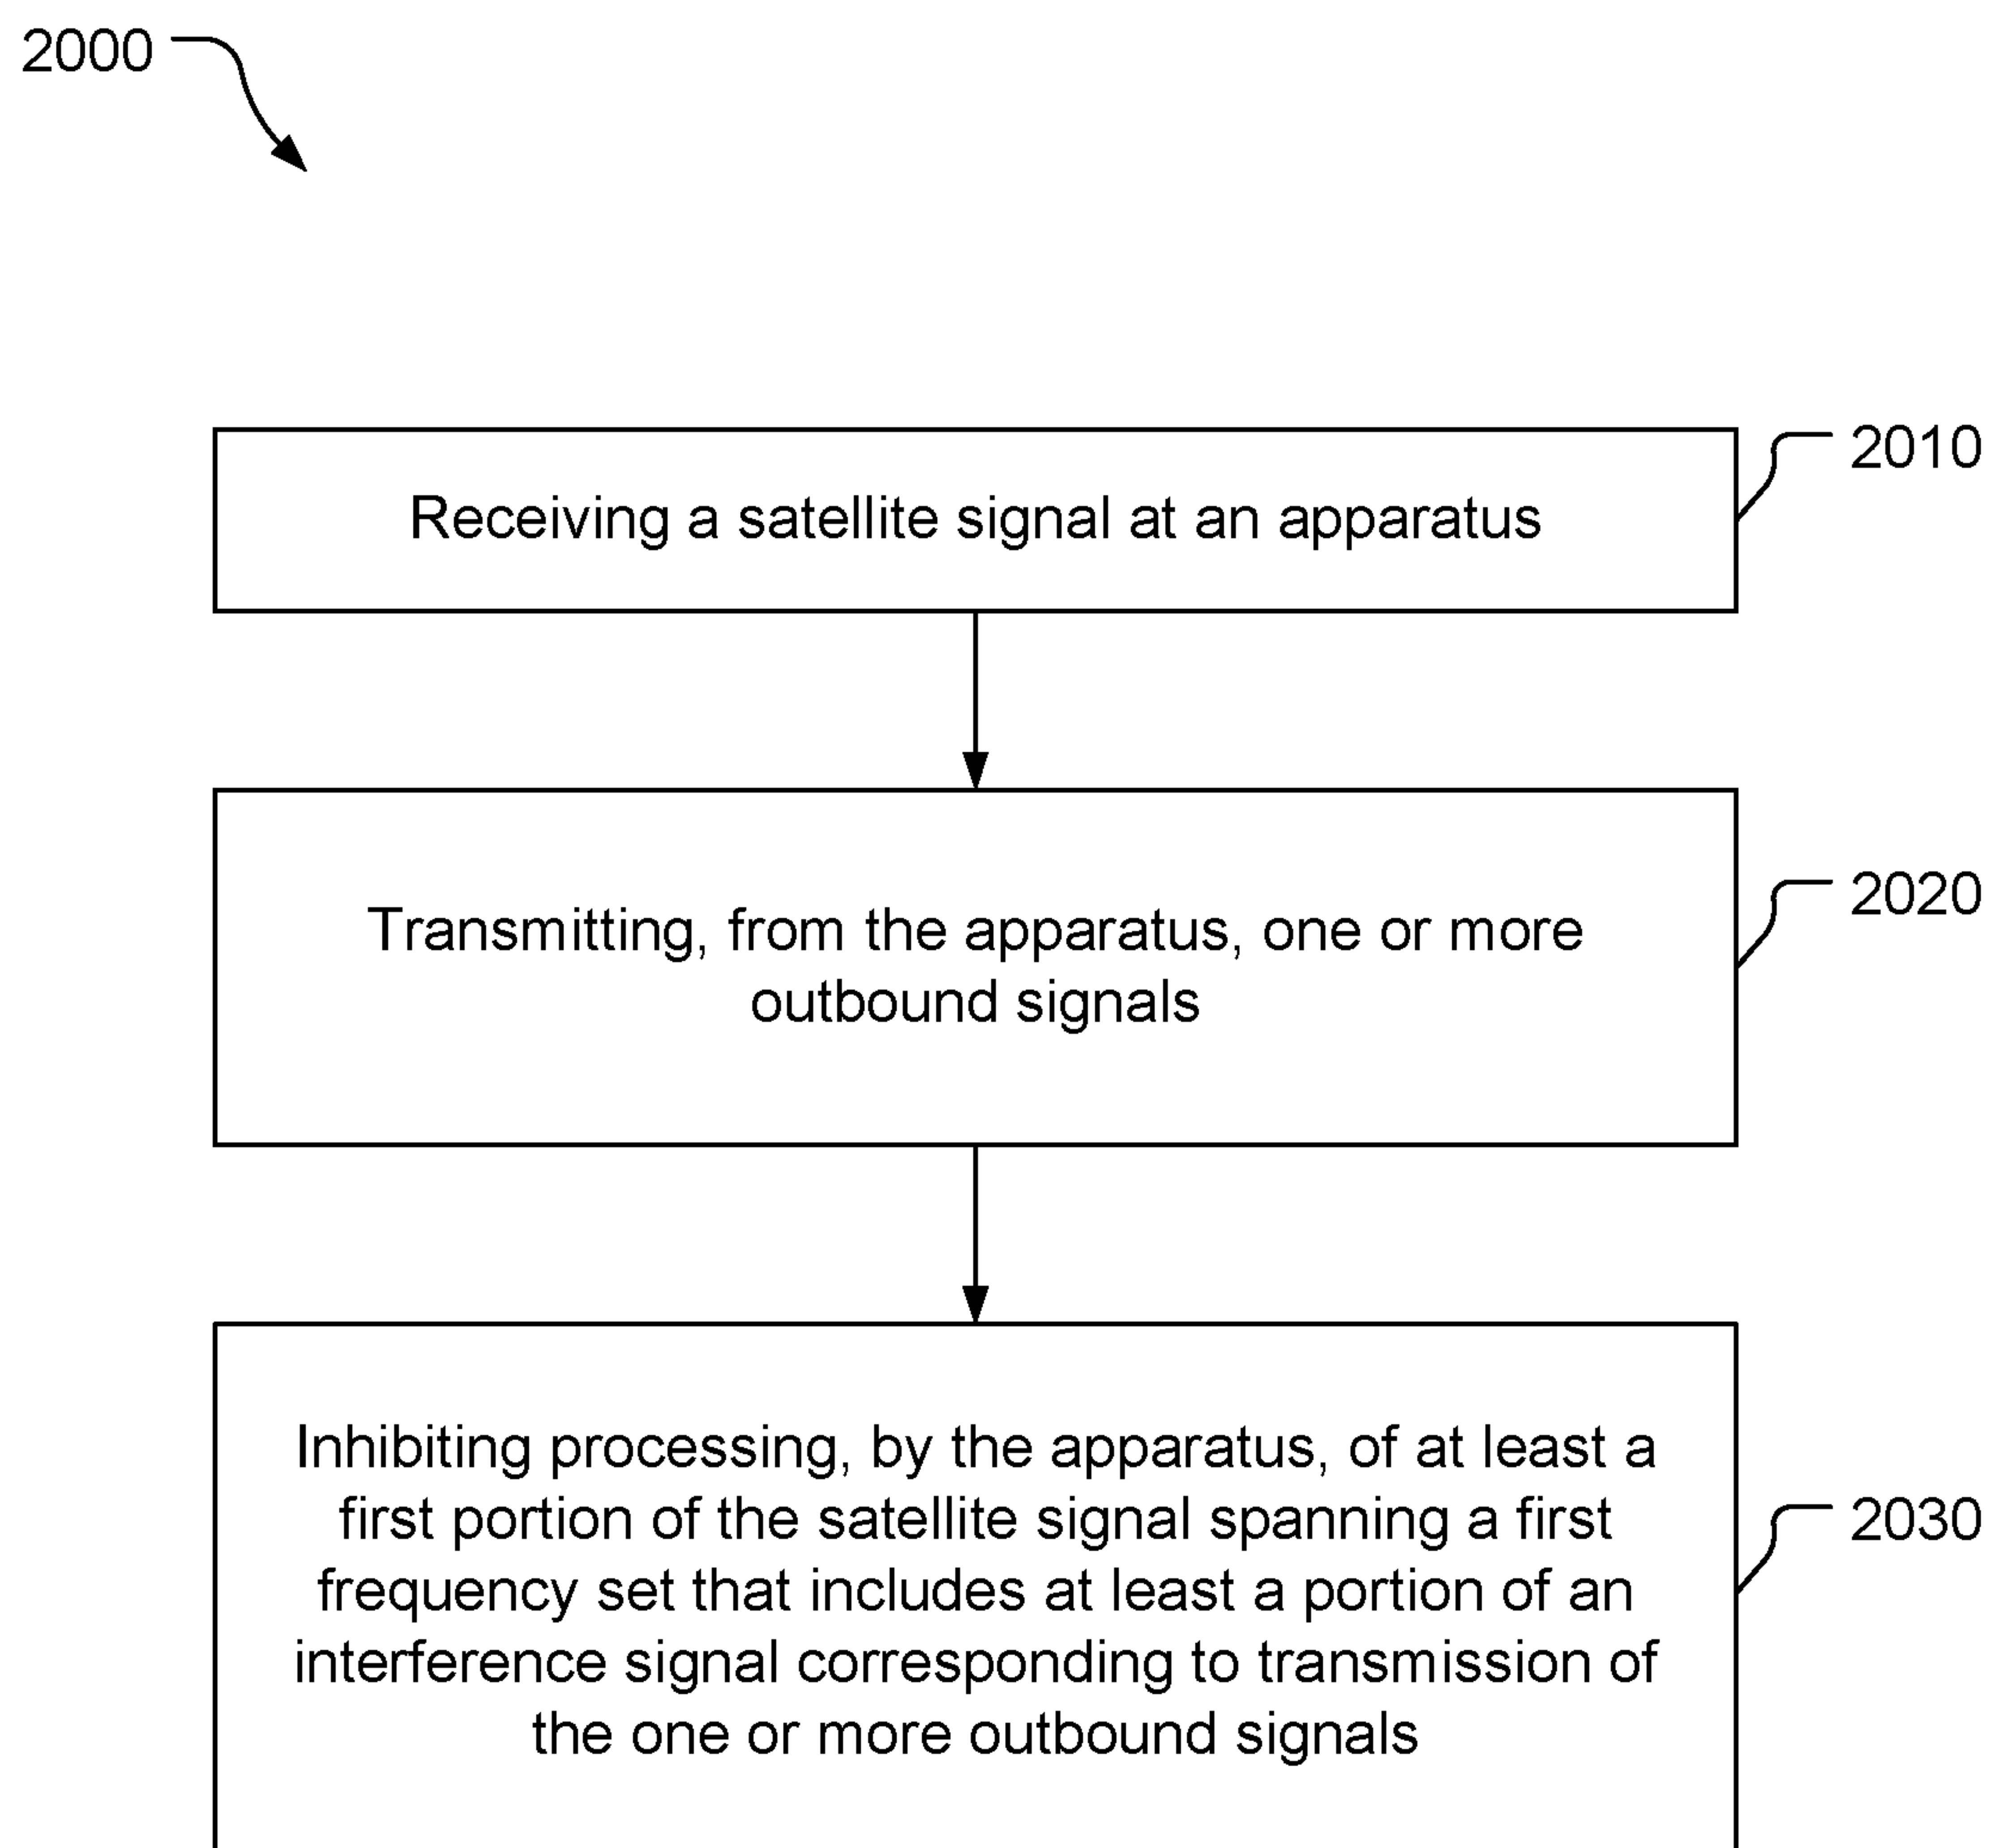 2000
2010
Receiving a satellite signal at an apparatus
2020
Transmitting, from the apparatus, one or more
outbound signals
Inhibiting processing, by the apparatus, of at least a
first portion of the satellite signal spanning a first
2030
frequency set that includes at least a portion of an
interference signal corresponding to transmission of
the one or more outbound signals